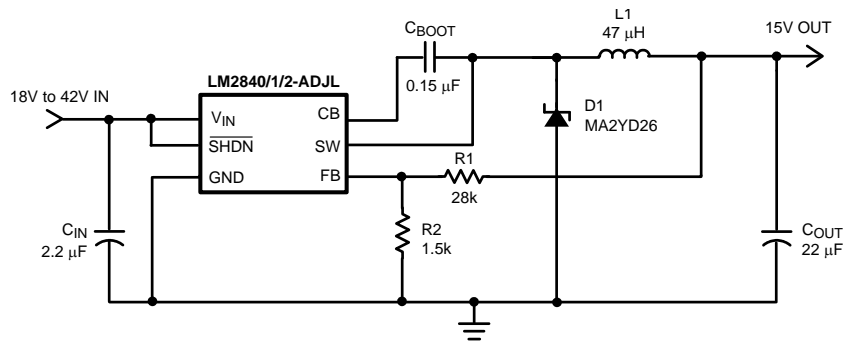 L1
47 μH
15V OUT
CBOOT
0.15 μF
LM2840/1/2-ADJL
18V to 42V IN
VIN
CB
SHDN
SW
GND
FB
D1
MA2YD26
R1
28k
R2
1.5k
CIN
2.2 μF
COUT
22 μF